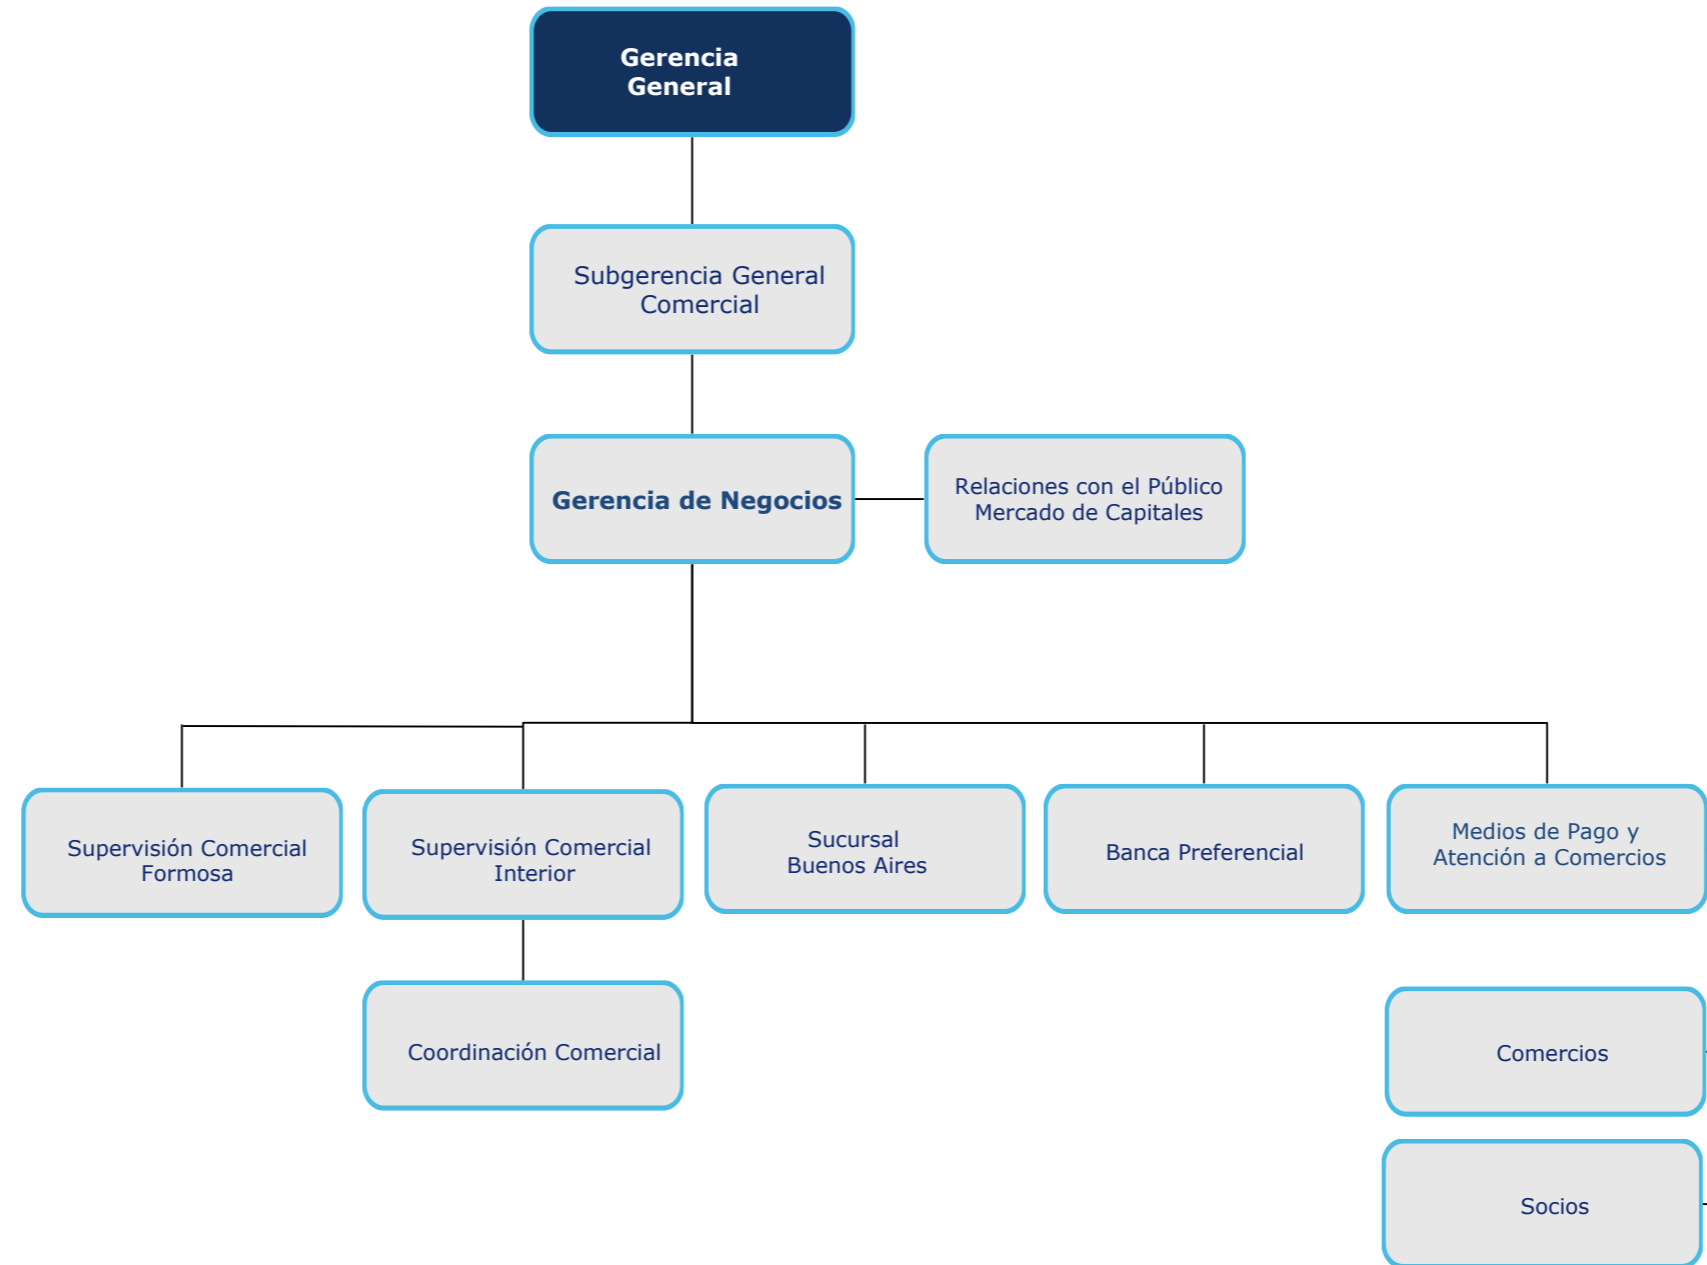 Gerencia
General
Subgerencia General
Comercial
Gerencia de Negocios
Relaciones con el Público
Mercado de Capitales
Supervisión Comercial
Formosa
Supervisión Comercial
Interior
Sucursal
Buenos Aires
Banca Preferencial
Medios de Pago y
Atención a Comercios
Coordinación Comercial
Comercios
Socios